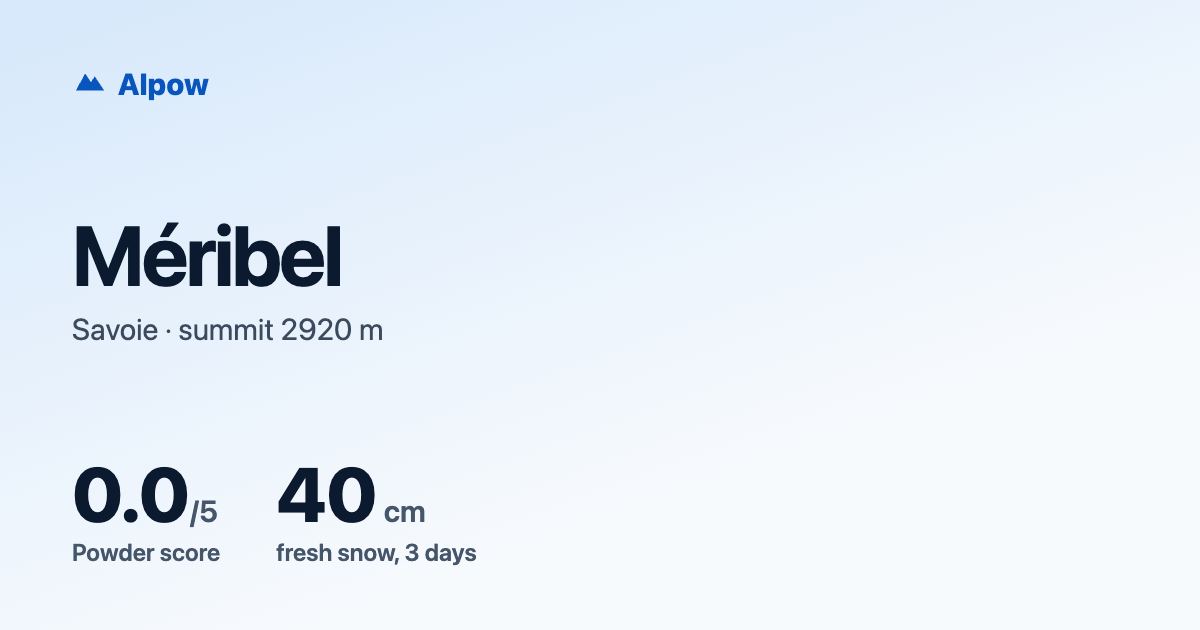 Alpow
Méribel
Savoie · summit 2920 m
0.0/5 40 cm
Powder score fresh snow, 3 days